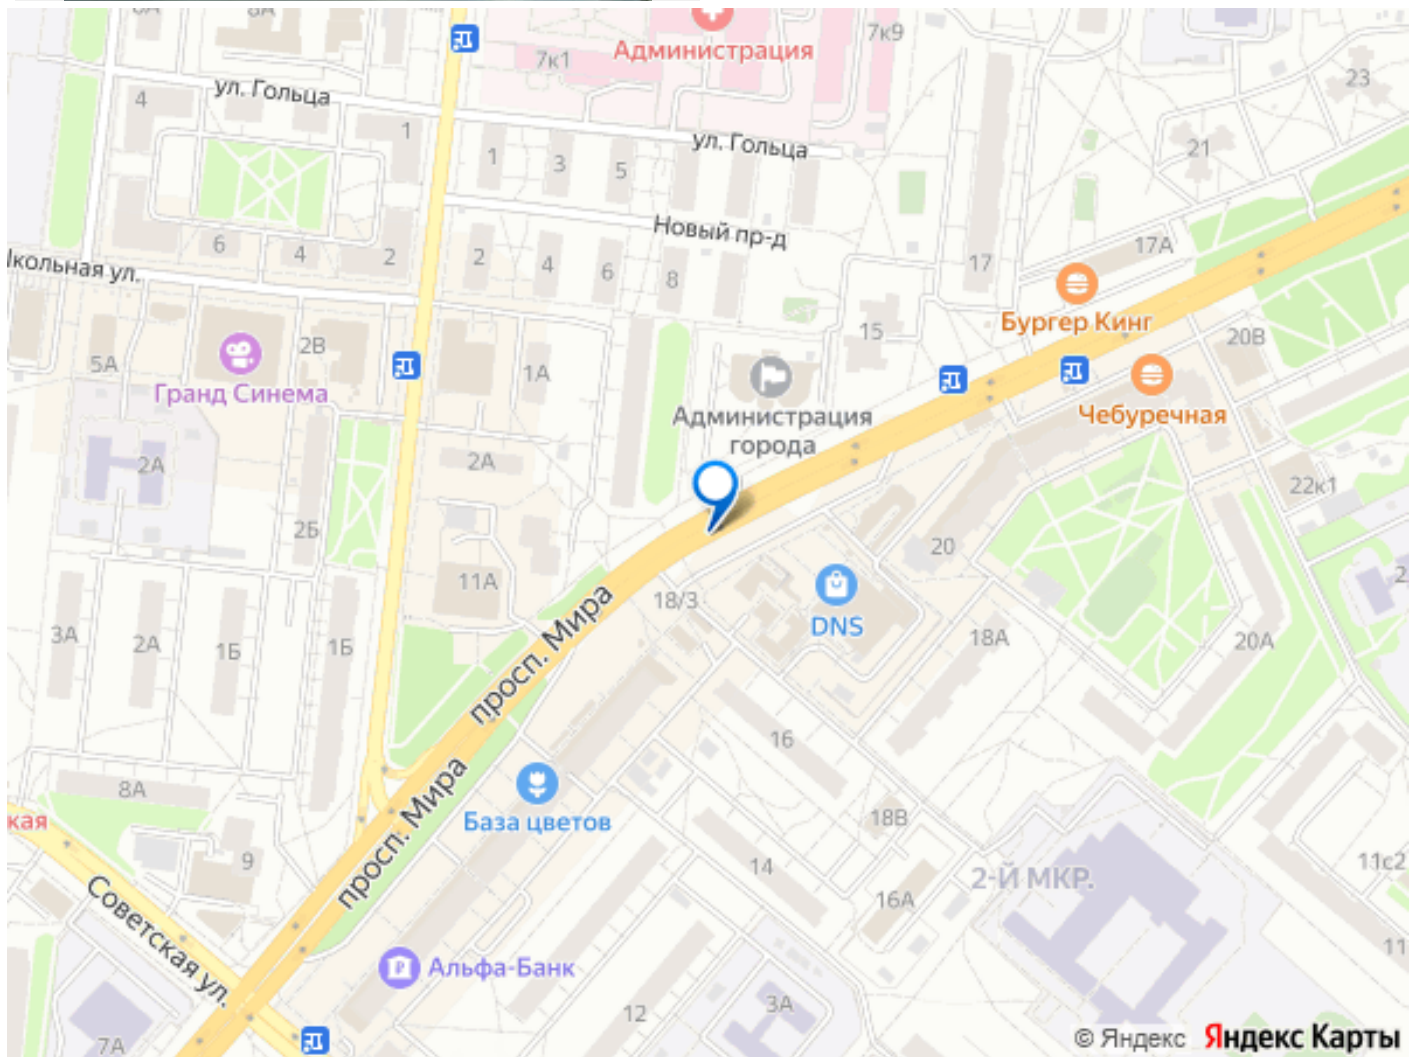 8А
Администрация
7к9
7к1
23
ул. Гольца
4
1
ул. Гольца
21
1
3
5
Новый пр-д
6
4
2
2
4
6
8
17
17А
Школьная ул.
Бургер Кинг
15
20В
2В
5А
1А
Гранд Синема
Администрация
города
Чебуречная
2А
2А
22к1
2Б
20
11А
18/3
DNS
просп. Мира
3А
2А
1Б
1Б
18А
20А
16
просп. Мира
8А
База цветов
кая
18В
9
14
11с2
2-Й МКР.
16А
Советская ул.
11
Альфа-Банк
3А
12
7А
© Яндекс Яндекс Карты